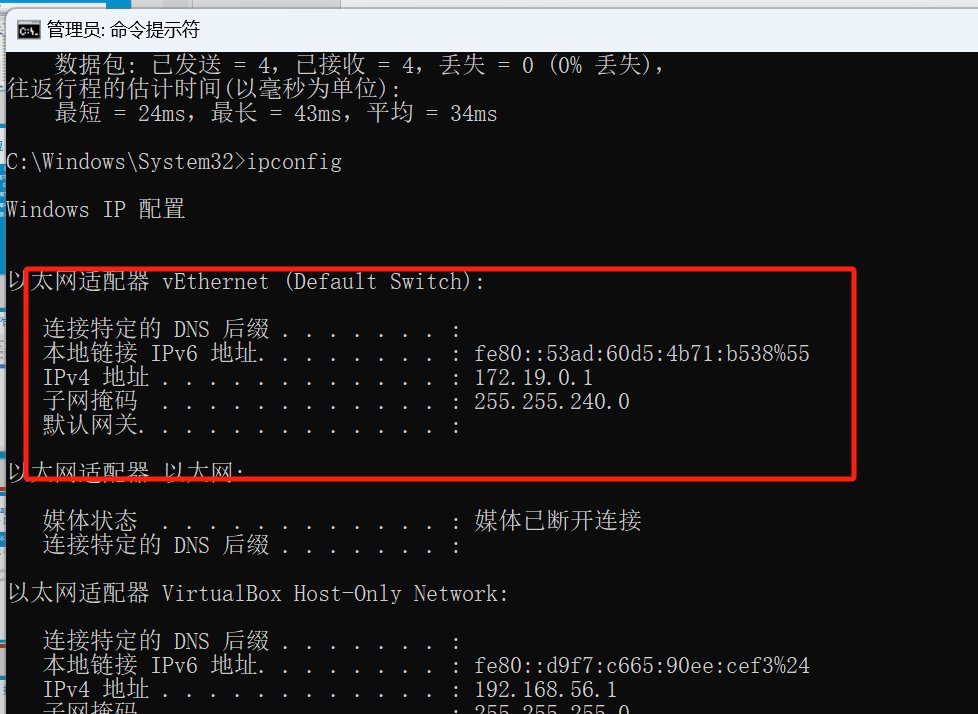 管理员: 命令提示符
数据包: 已发送 = 4，已接收 = 4，丢失 = 0 (0% 丢失)，
往返行程的估计时间(以毫秒为单位):
最短 = 24ms，最长 = 43ms，平均 = 34ms
C:\Windows\System32>ipconfig
Windows IP 配置
以太网适配器 vEthernet (Default Switch):
连接特定的 DNS 后缀 . . . . . . . :
本地链接 IPv6 地址. . . . . . . . : fe80::53ad:60d5:4b71:b538%55
IPv4 地址 . . . . . . . . . . . . : 172.19.0.1
子网掩码  . . . . . . . . . . . . : 255.255.240.0
默认网关. . . . . . . . . . . . . :
以太网适配器 以太网:
媒体状态  . . . . . . . . . . . . : 媒体已断开连接
连接特定的 DNS 后缀 . . . . . . . :
以太网适配器 VirtualBox Host-Only Network:
连接特定的 DNS 后缀 . . . . . . . :
本地链接 IPv6 地址. . . . . . . . : fe80::d9f7:c665:90ee:cef3%24
IPv4 地址 . . . . . . . . . . . . : 192.168.56.1
子网掩码  . . . . . . . . . . . . : 255.255.255.0